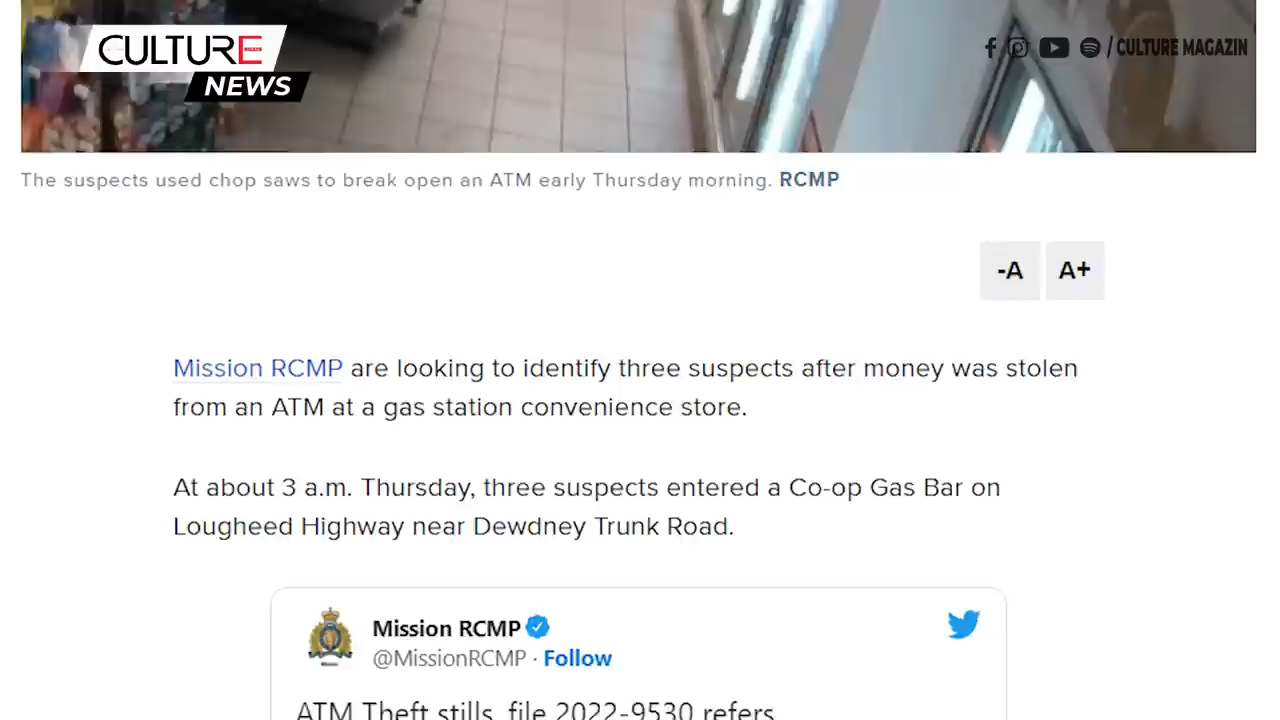 CULTURE
NEWS
/ CULTURE MAGAZIN
The suspects used chop saws to break open an ATM early Thursday morning. RCMP
-A A+
Mission RCMP are looking to identify three suspects after money was stolen
from an ATM at a gas station convenience store.
At about 3 a.m. Thursday, three suspects entered a Co-op Gas Bar on
Lougheed Highway near Dewdney Trunk Road.
Mission RCMP
@MissionRCMP · Follow
ATM Theft stills, file 2022-9530 refers